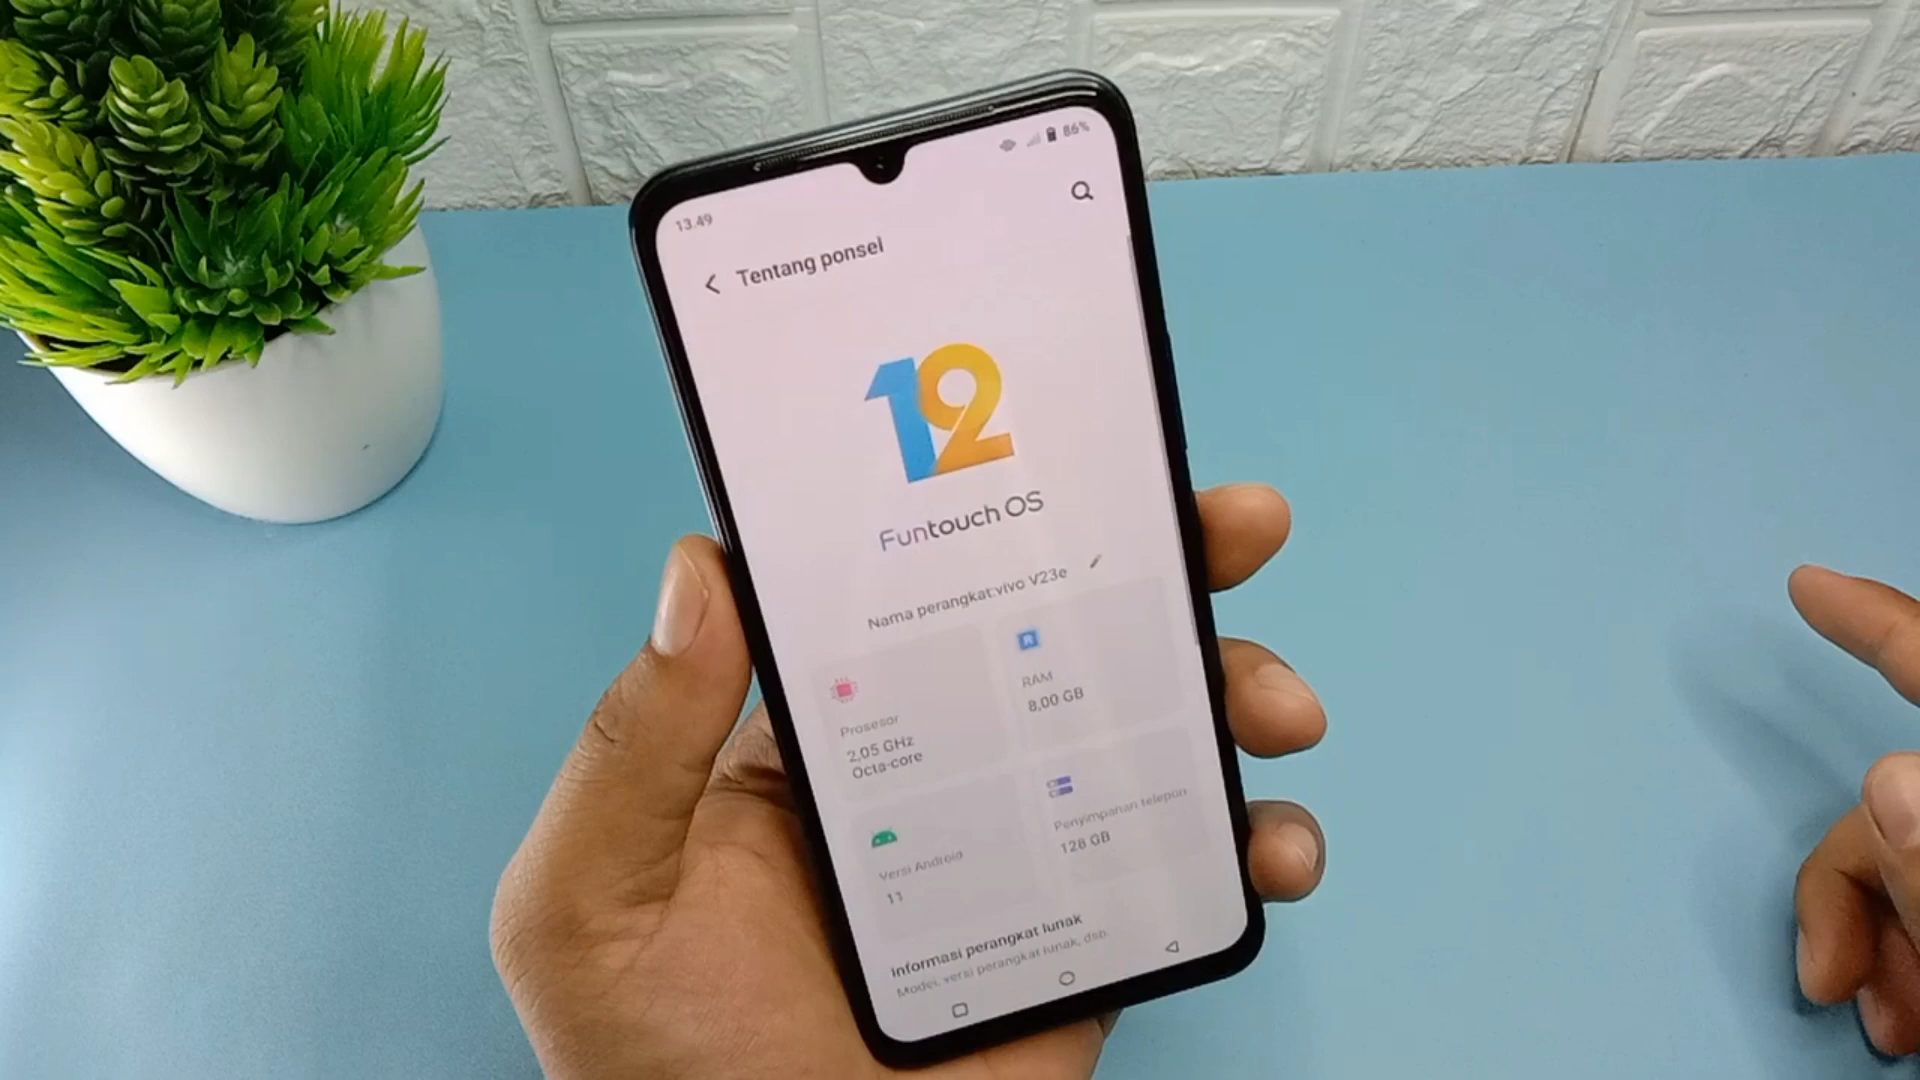 13.49
86%
Tentang ponsel
12
Funtouch OS
Nama perangkat:vivo V23e
Prosesor
2,05 GHz
Octa-core
R
RAM
8,00 GB
Versi Android
11
Penyimpanan telepon
128 GB
Informasi perangkat lunak
Model, versi perangkat lunak, dsb.